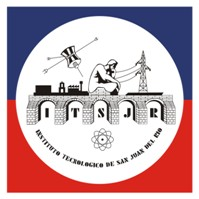 ITSJR
INSTITUTO TECNOLOGICO DE SAN JUAN DEL RIO